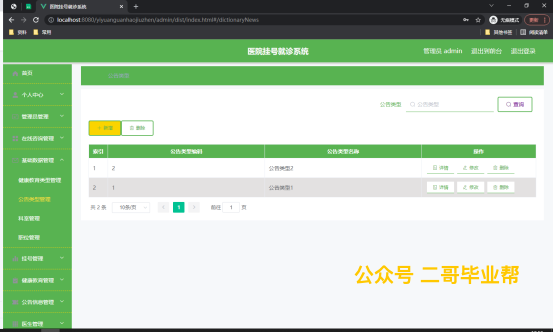 医院挂号就诊系统
localhost:8080/yiyuanguahaojiuzhen/admin/dist/index.html#/dictionaryNews
无痕模式
更新
资料
常用
其他书签
阅读清单
医院挂号就诊系统
管理员 admin
退出到前台
退出登录
首页
个人中心
管理员管理
在线咨询管理
基础数据管理
健康教育类型管理
公告类型管理
科室管理
职位管理
挂号管理
健康教育管理
公告信息管理
医生管理
公告类型
公告类型
公告类型
查询
新增
删除
索引 公告类型编码 公告类型名称 操作
1 2 公告类型2 详情 修改 删除
2 1 公告类型1 详情 修改 删除
共 2 条 10条/页 1 前往 1 页
公众号 二哥毕业帮